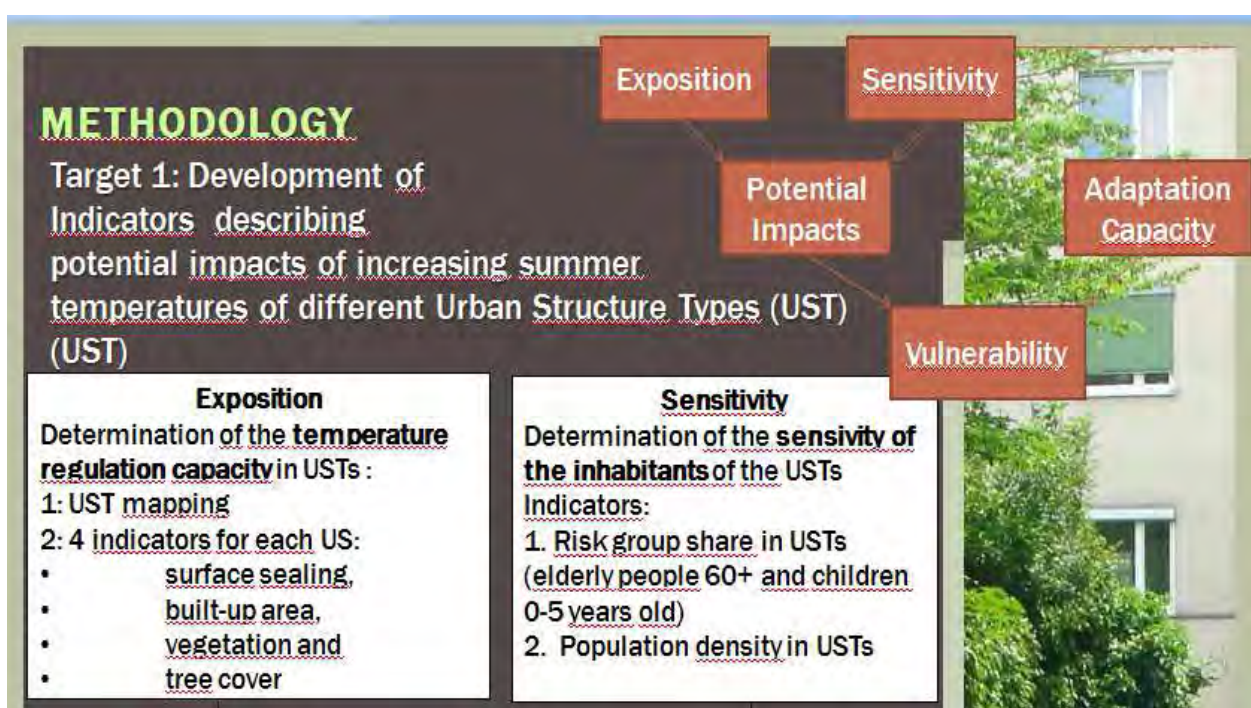 Exposition
Sensitivity
METHODOLOGY
Target 1: Development of
Indicators describing
potential impacts of increasing summer
temperatures of different Urban Structure Types (UST)
(UST)
Potential
Impacts
Adaptation
Capacity
Vulnerability
Exposition
Determination of the temperature
regulation capacity in USTs :
1: UST mapping
2: 4 indicators for each US:
• surface sealing,
• built-up area,
• vegetation and
• tree cover
Sensitivity
Determination of the sensivity of
the inhabitants of the USTs
Indicators:
1. Risk group share in USTs
(elderly people 60+ and children
0-5 years old)
2. Population density in USTs